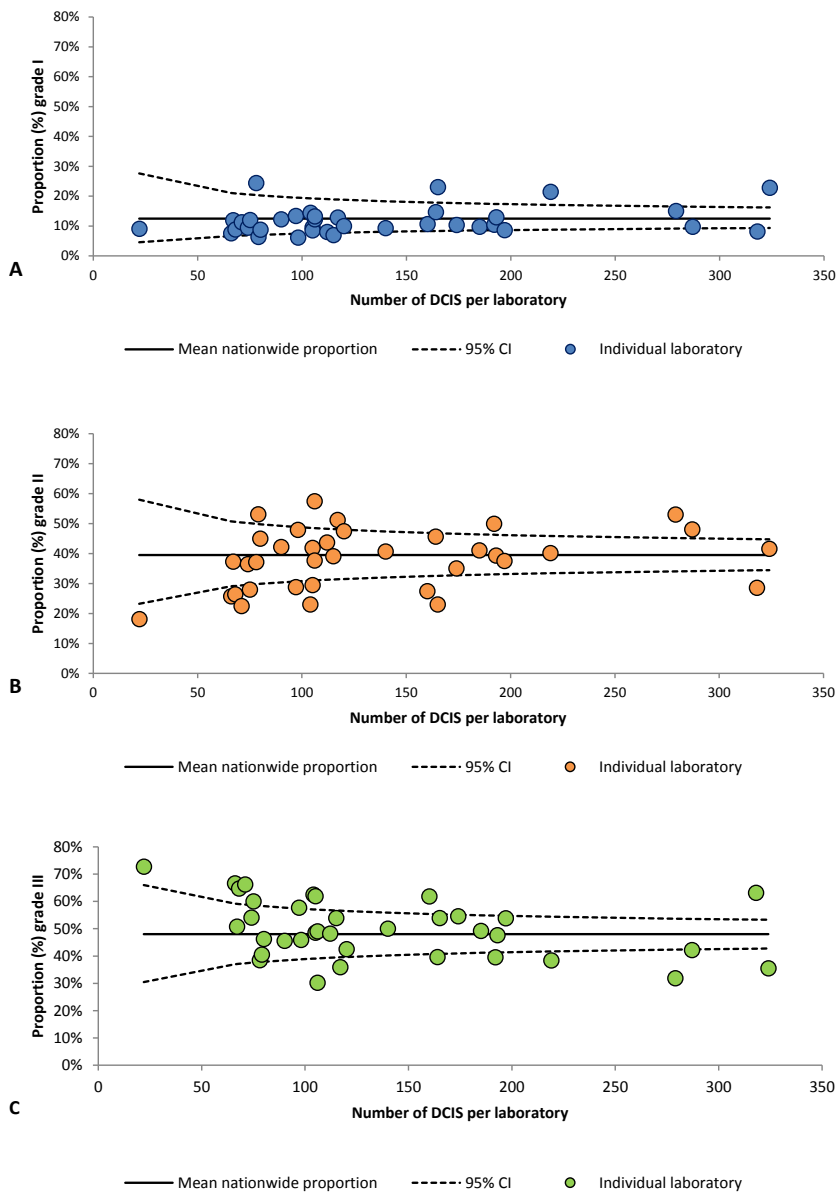 80%
70%
60%
50%
40%
30%
20%
10%
0%
Proportion (%) grade I
0 50 100 150 200 250 300 350
Number of DCIS per laboratory
A
Mean nationwide proportion 95% CI Individual laboratory
80%
70%
60%
50%
40%
30%
20%
10%
0%
Proportion (%) grade II
0 50 100 150 200 250 300 350
Number of DCIS per laboratory
B
Mean nationwide proportion 95% CI Individual laboratory
80%
70%
60%
50%
40%
30%
20%
10%
0%
Proportion (%) grade III
0 50 100 150 200 250 300 350
Number of DCIS per laboratory
C
Mean nationwide proportion 95% CI Individual laboratory